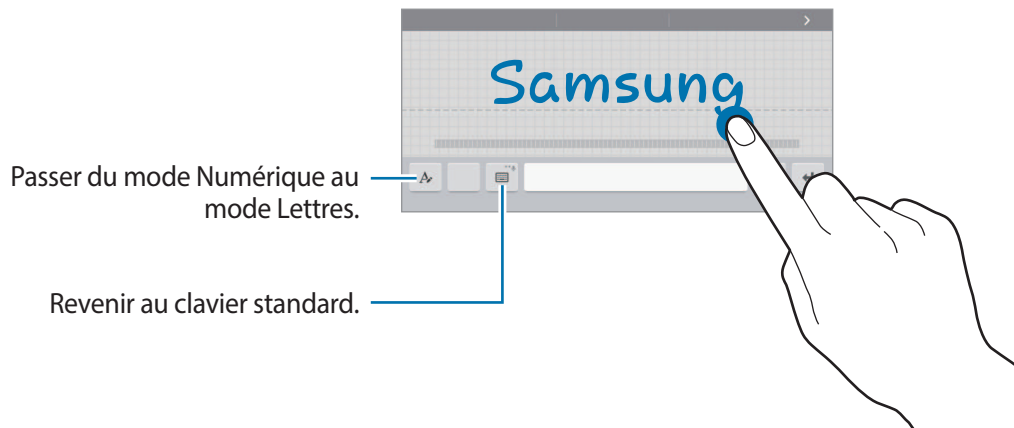 Samsung
Passer du mode Numérique au
mode Lettres.
Revenir au clavier standard.